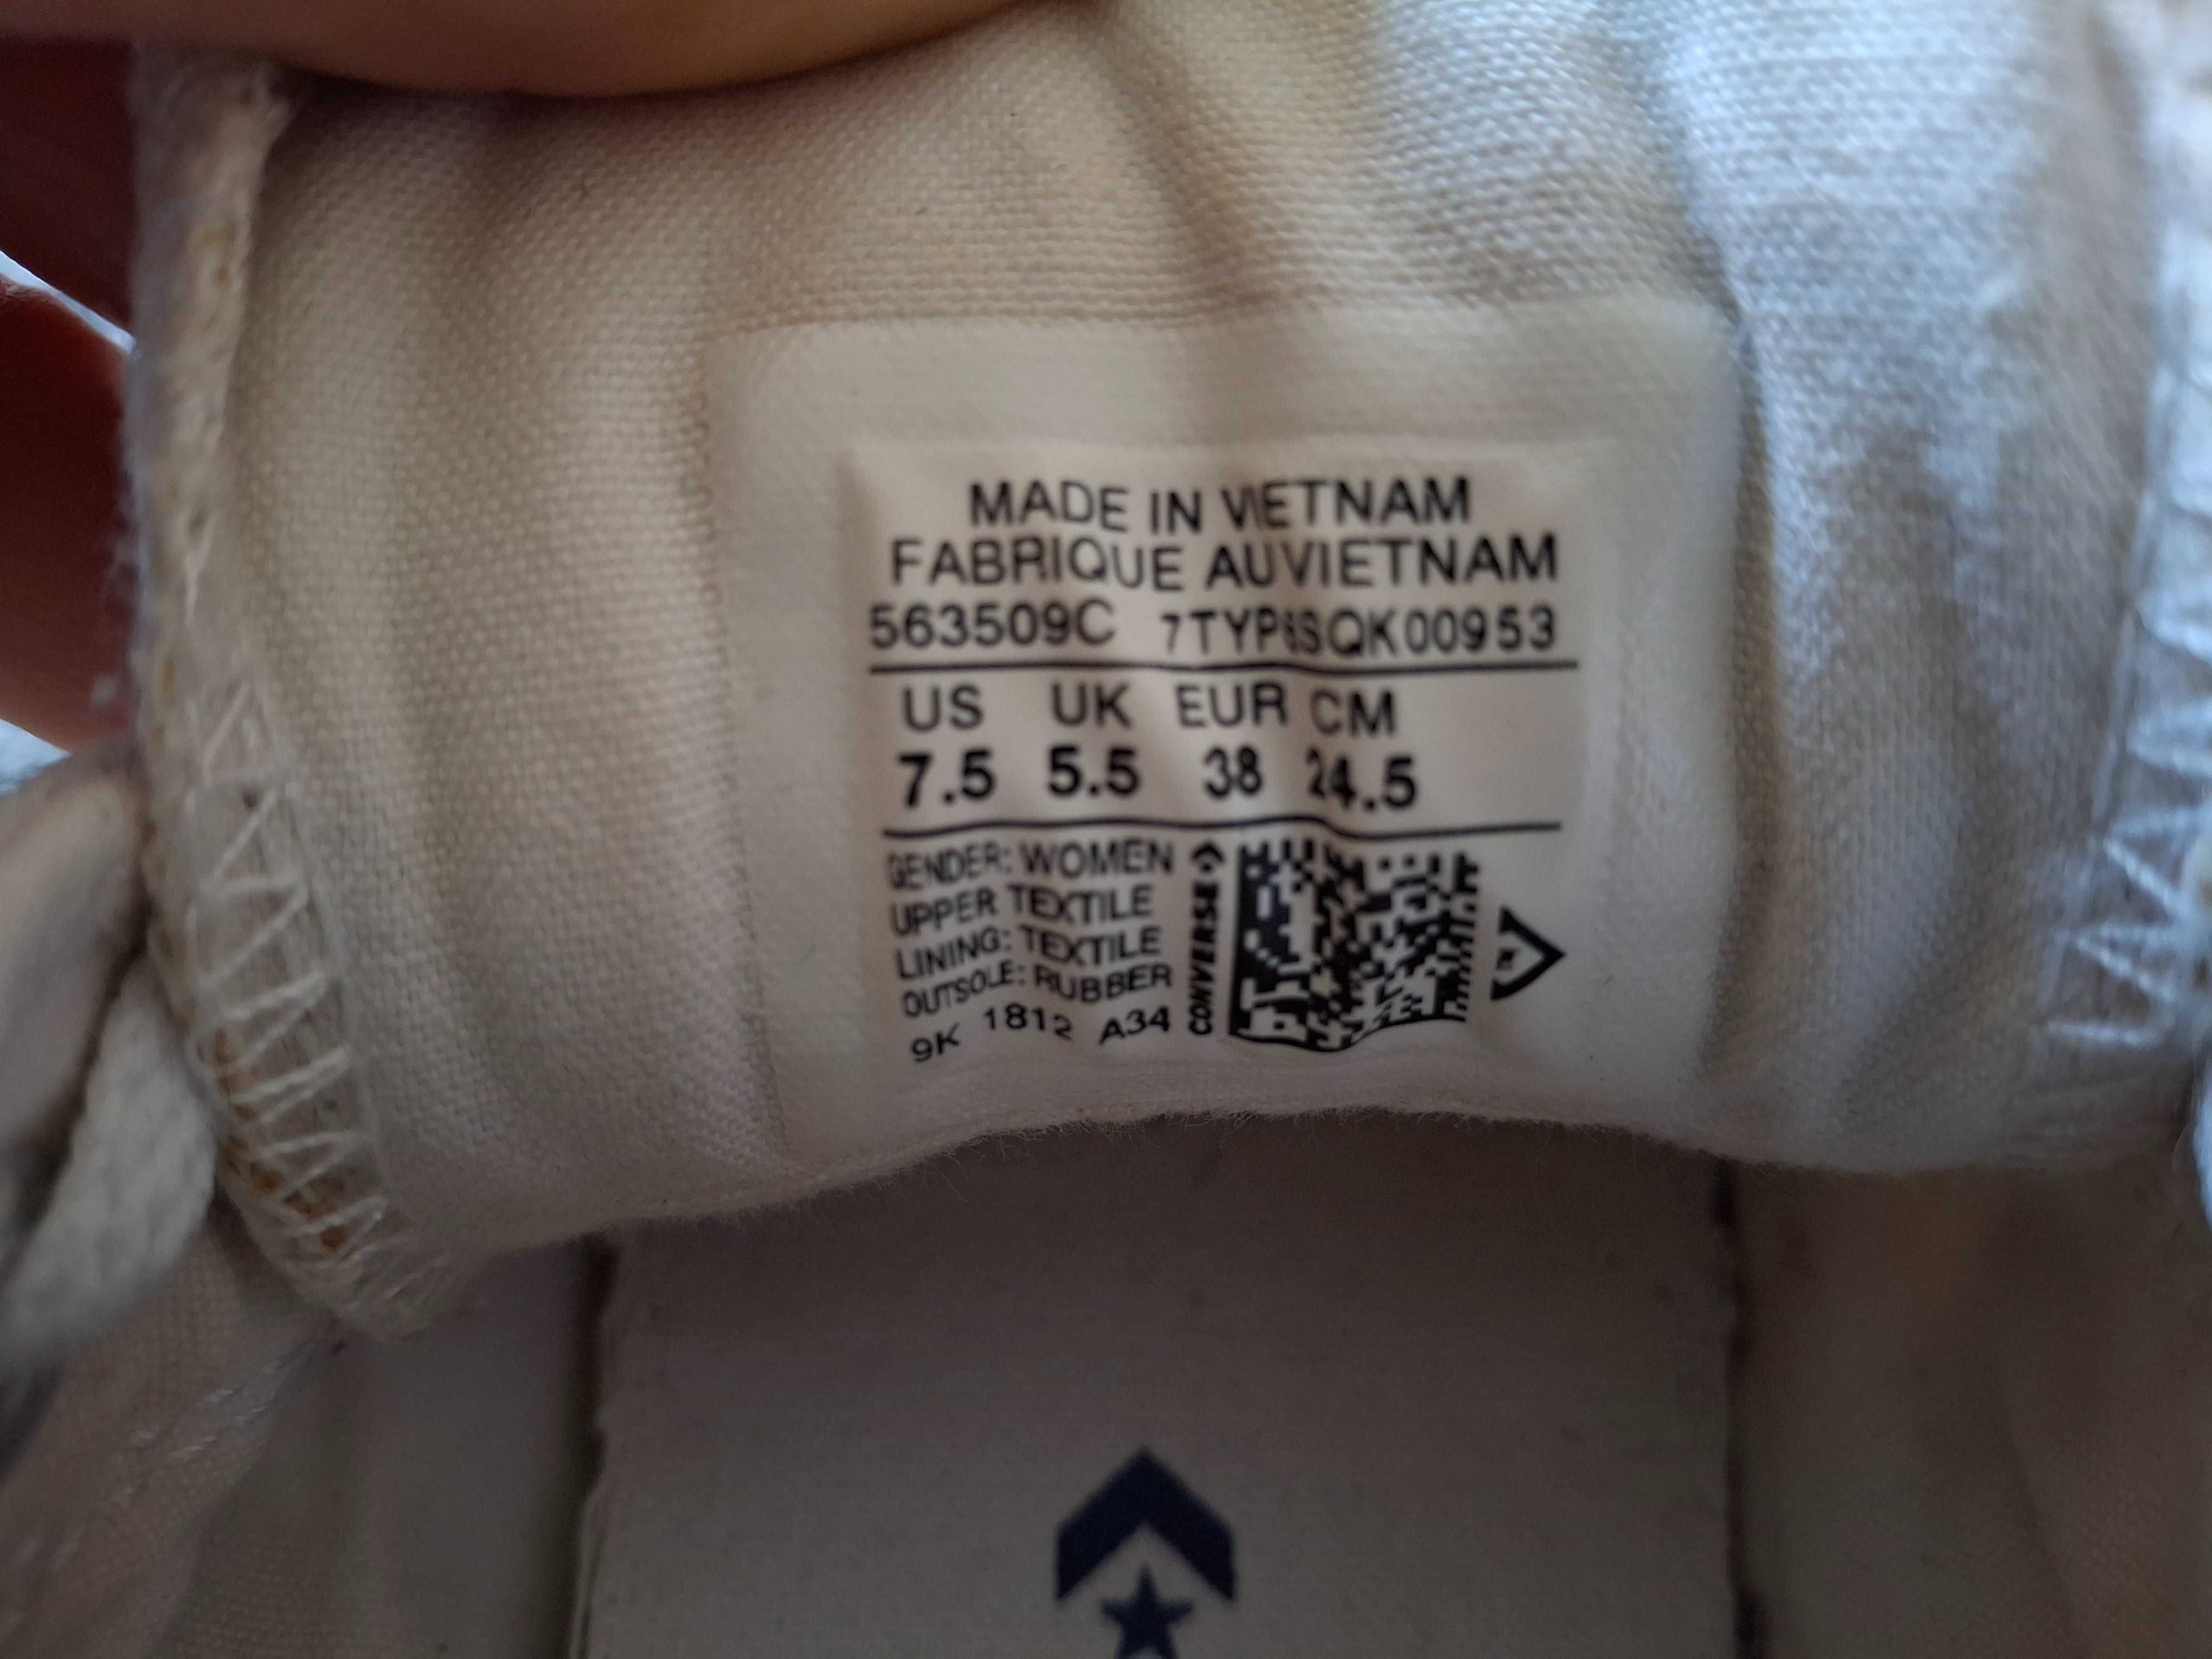 MADE IN VIETNAM
FABRIQUE AUVIETNAM
563509C 7TYP6SQK00953
US UK EUR CM
7.5 5.5 38 24.5
GENDER: WOMEN
UPPER TEXTILE
LINING: TEXTILE
OUTSOLE: RUBBER
9K 1812 A34
CONVERSE